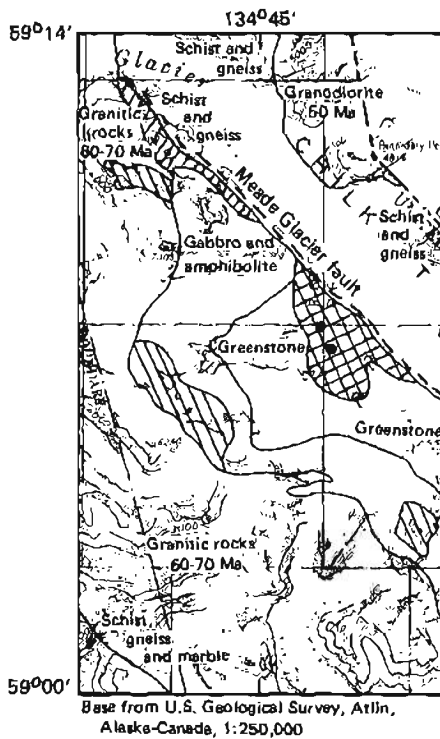 134°45'
59°14'
Glacier
Schist and
gneiss
Schist
and
gneiss
Granitic
rocks
60-70 Ma
Granodiorite
50 Ma
Meade Glacier fault
Schist
and
gneiss
Gabbro and
amphibolite
Greenstone
Greenstone
Granitic rocks
60-70 Ma
Schist,
gneiss
and marble
59°00'
Base from U.S. Geological Survey, Atlin,
Alaska-Canada, 1:250,000